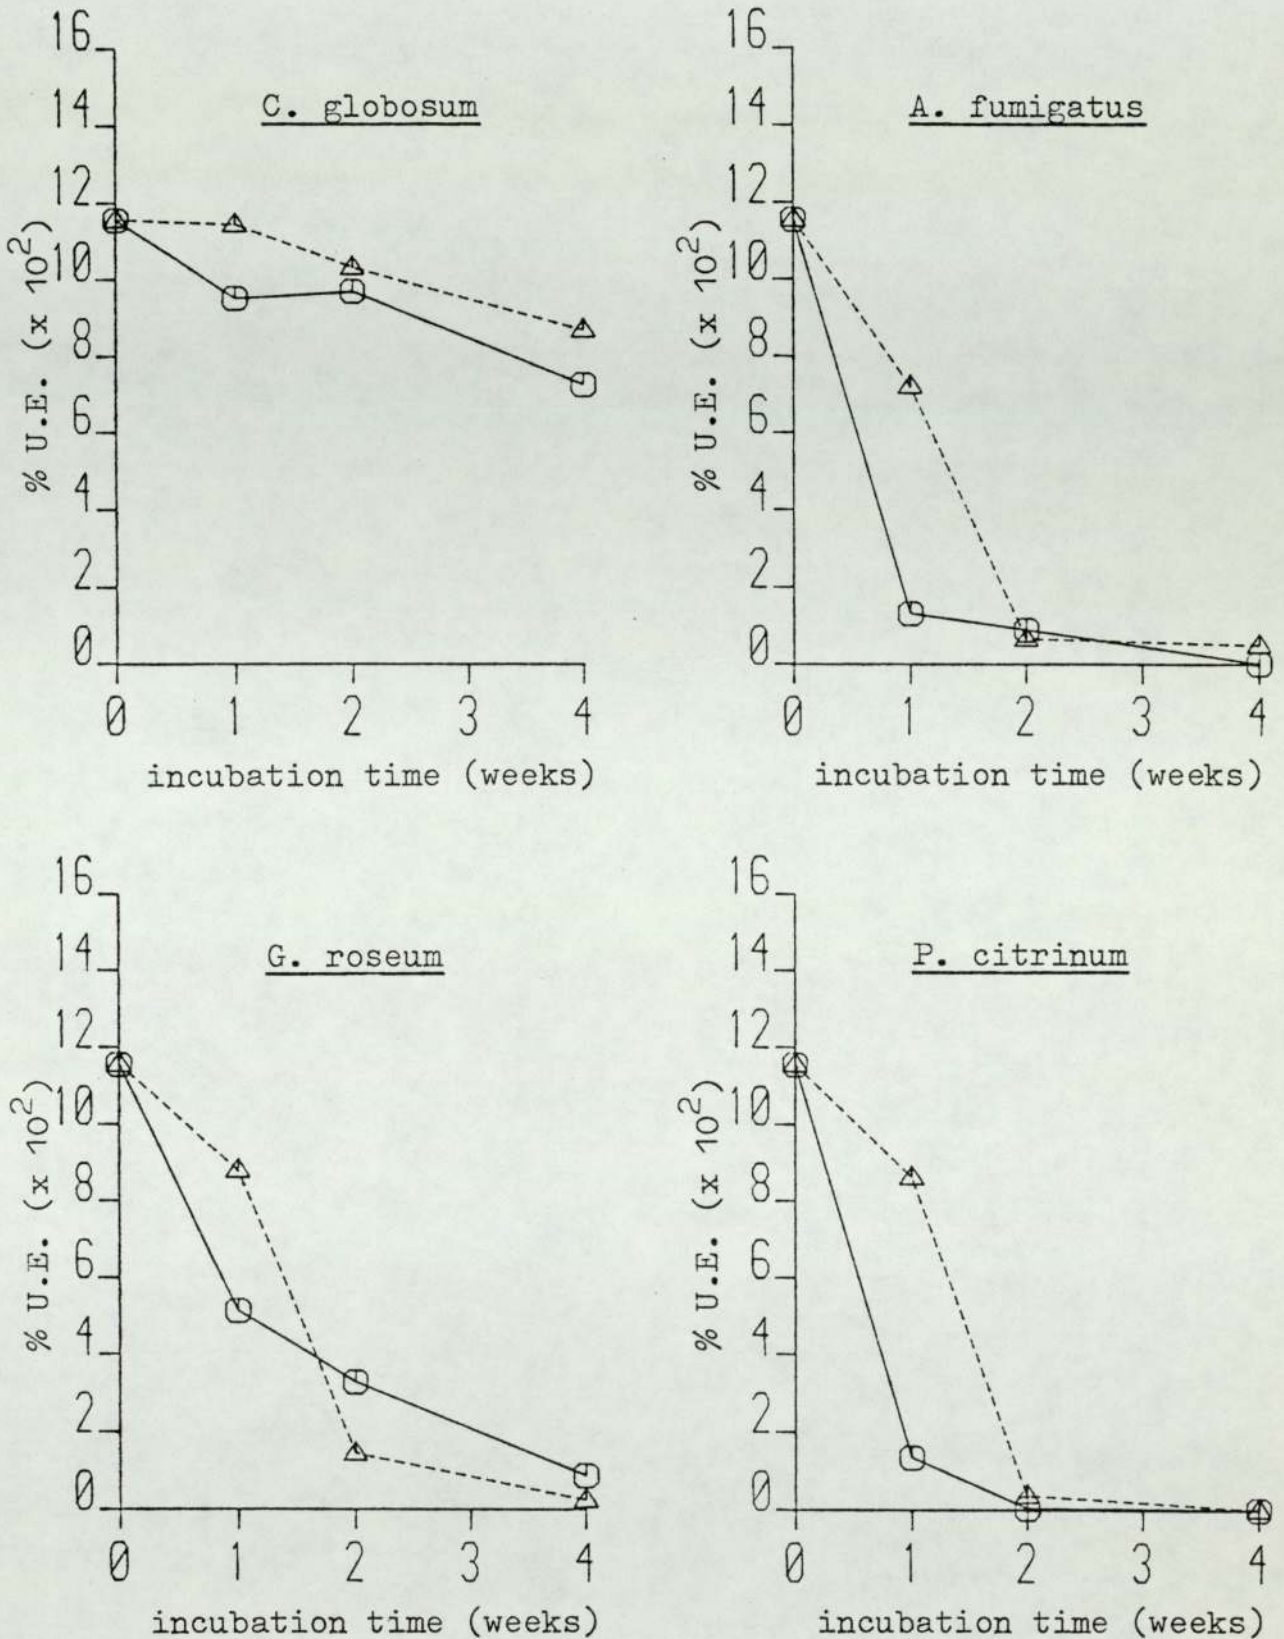 C. globosum
% U.E. (x 10²)
16
14
12
10
8
6
4
2
0
0 1 2 3 4
incubation time (weeks)
A. fumigatus
% U.E. (x 10²)
16
14
12
10
8
6
4
2
0
0 1 2 3 4
incubation time (weeks)
G. roseum
% U.E. (x 10²)
16
14
12
10
8
6
4
2
0
0 1 2 3 4
incubation time (weeks)
P. citrinum
% U.E. (x 10²)
16
14
12
10
8
6
4
2
0
0 1 2 3 4
incubation time (weeks)